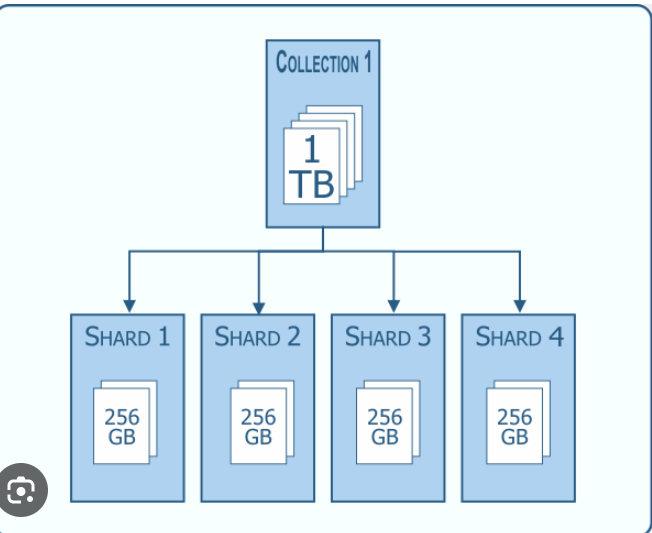 COLLECTION 1
1
TB
SHARD 1
SHARD 2
SHARD 3
SHARD 4
256
GB
256
GB
256
GB
256
GB